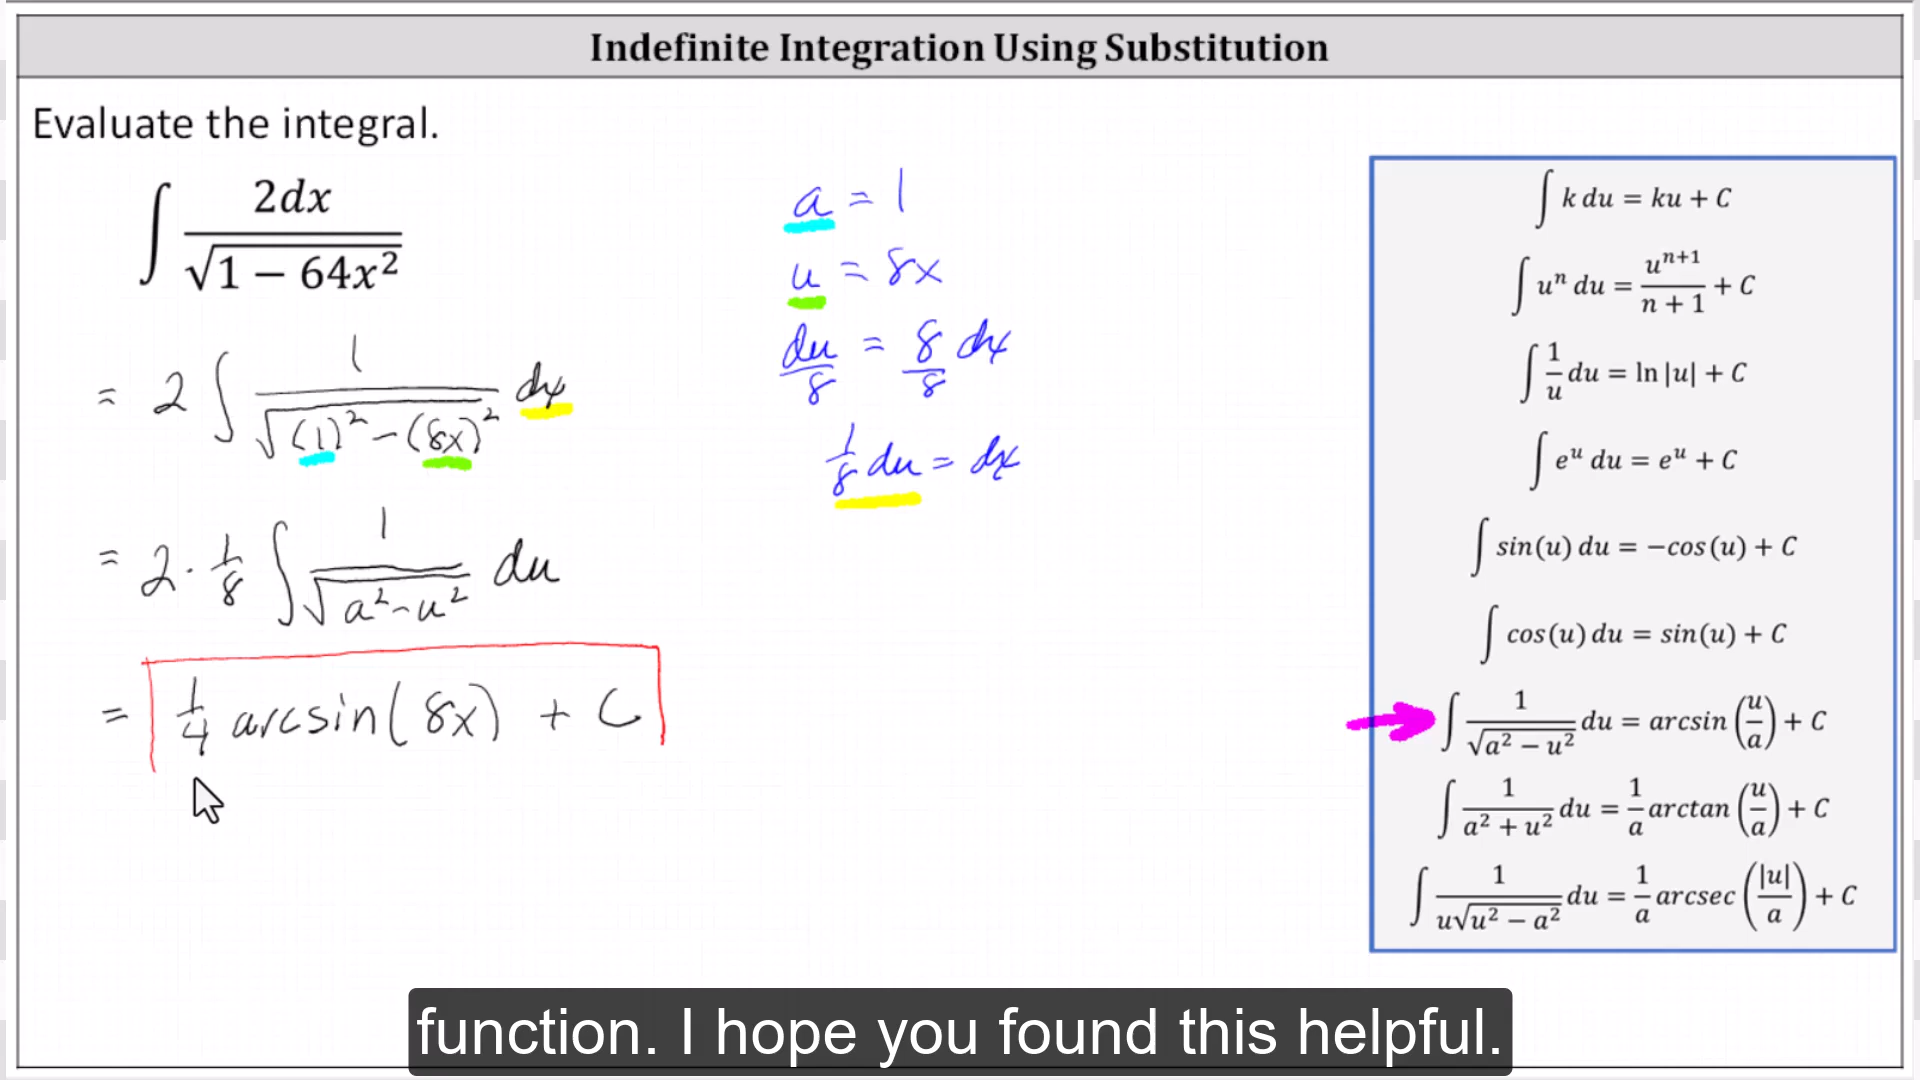 Indefinite Integration Using Substitution
Evaluate the integral.
∫ 2dx / √(1 − 64x²)
= 2 ∫ 1 / √((1)² − (8x)²) dx
= 2 · 1/8 ∫ 1 / √(a² − u²) du
= 1/4 arcsin(8x) + C
a = 1
u = 8x
du/8 = 8/8 dx
1/8 du = dx
∫ k du = ku + C
∫ uⁿ du = uⁿ⁺¹ / (n + 1) + C
∫ 1/u du = ln|u| + C
∫ eᵘ du = eᵘ + C
∫ sin(u) du = −cos(u) + C
∫ cos(u) du = sin(u) + C
∫ 1 / √(a² − u²) du = arcsin (u/a) + C
∫ 1 / (a² + u²) du = 1/a arctan (u/a) + C
∫ 1 / (u√(u² − a²)) du = 1/a arcsec (|u|/a) + C
function. I hope you found this helpful.